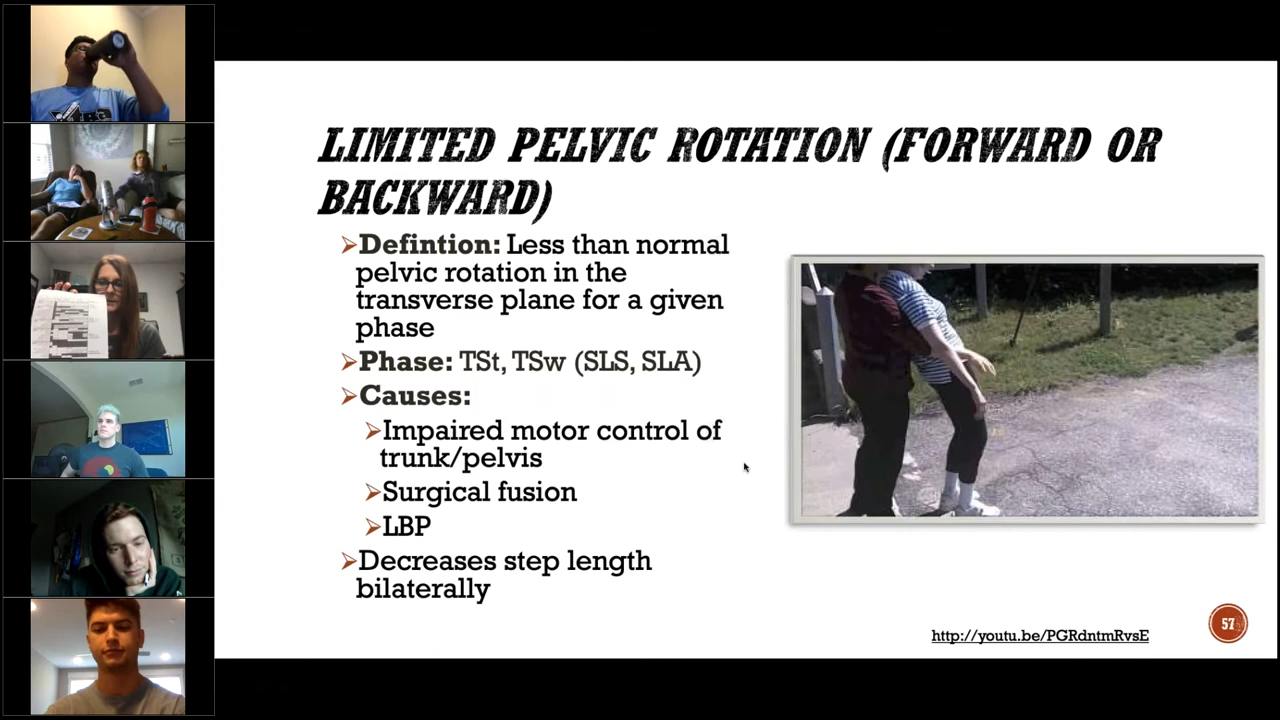 LIMITED PELVIC ROTATION (FORWARD OR
BACKWARD)
➢Defintion: Less than normal
pelvic rotation in the
transverse plane for a given
phase
➢Phase: TSt, TSw (SLS, SLA)
➢Causes:
➢Impaired motor control of
trunk/pelvis
➢Surgical fusion
➢LBP
➢Decreases step length
bilaterally
http://youtu.be/PGRdntmRvsE
57